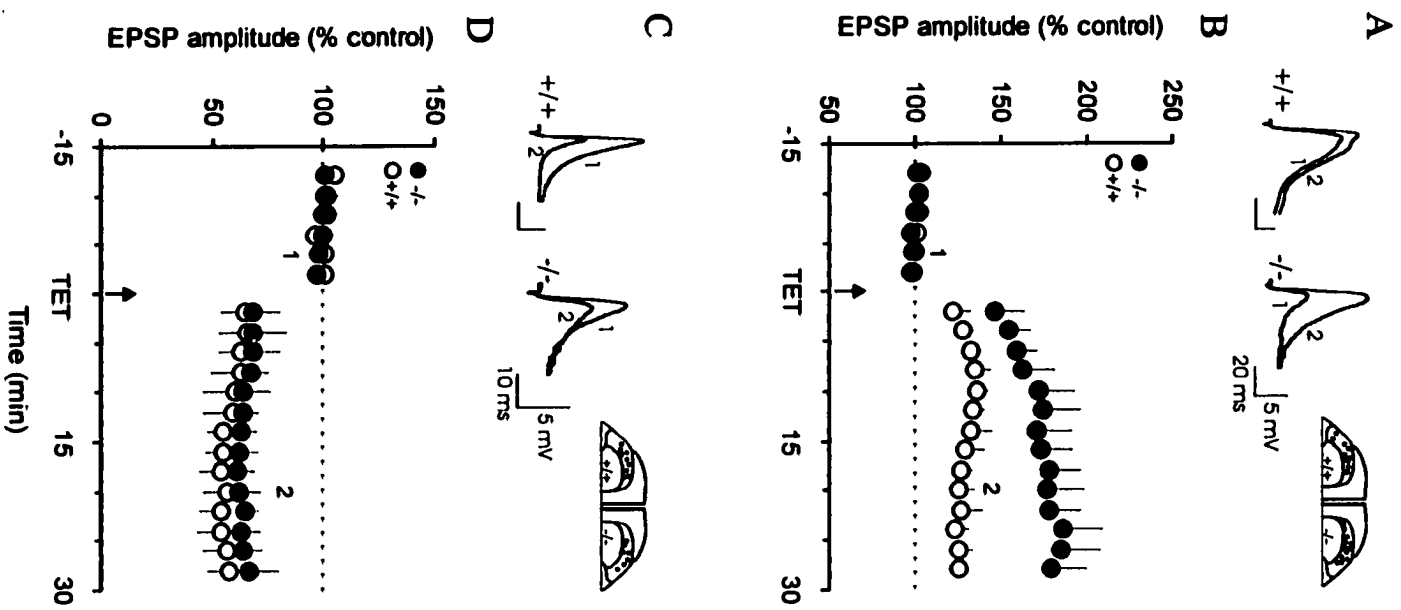 A
+/+
1
2
-/-
1
2
5 mV
20 ms
+/+
-/-
B
EPSP amplitude (% control)
250
200
150
100
50
-/-
+/+
1
2
-15
TET
15
C
+/+
1
2
-/-
1
2
5 mV
10 ms
+/+
-/-
D
EPSP amplitude (% control)
150
100
50
0
-/-
+/+
1
2
-15
TET
15
30
Time (min)